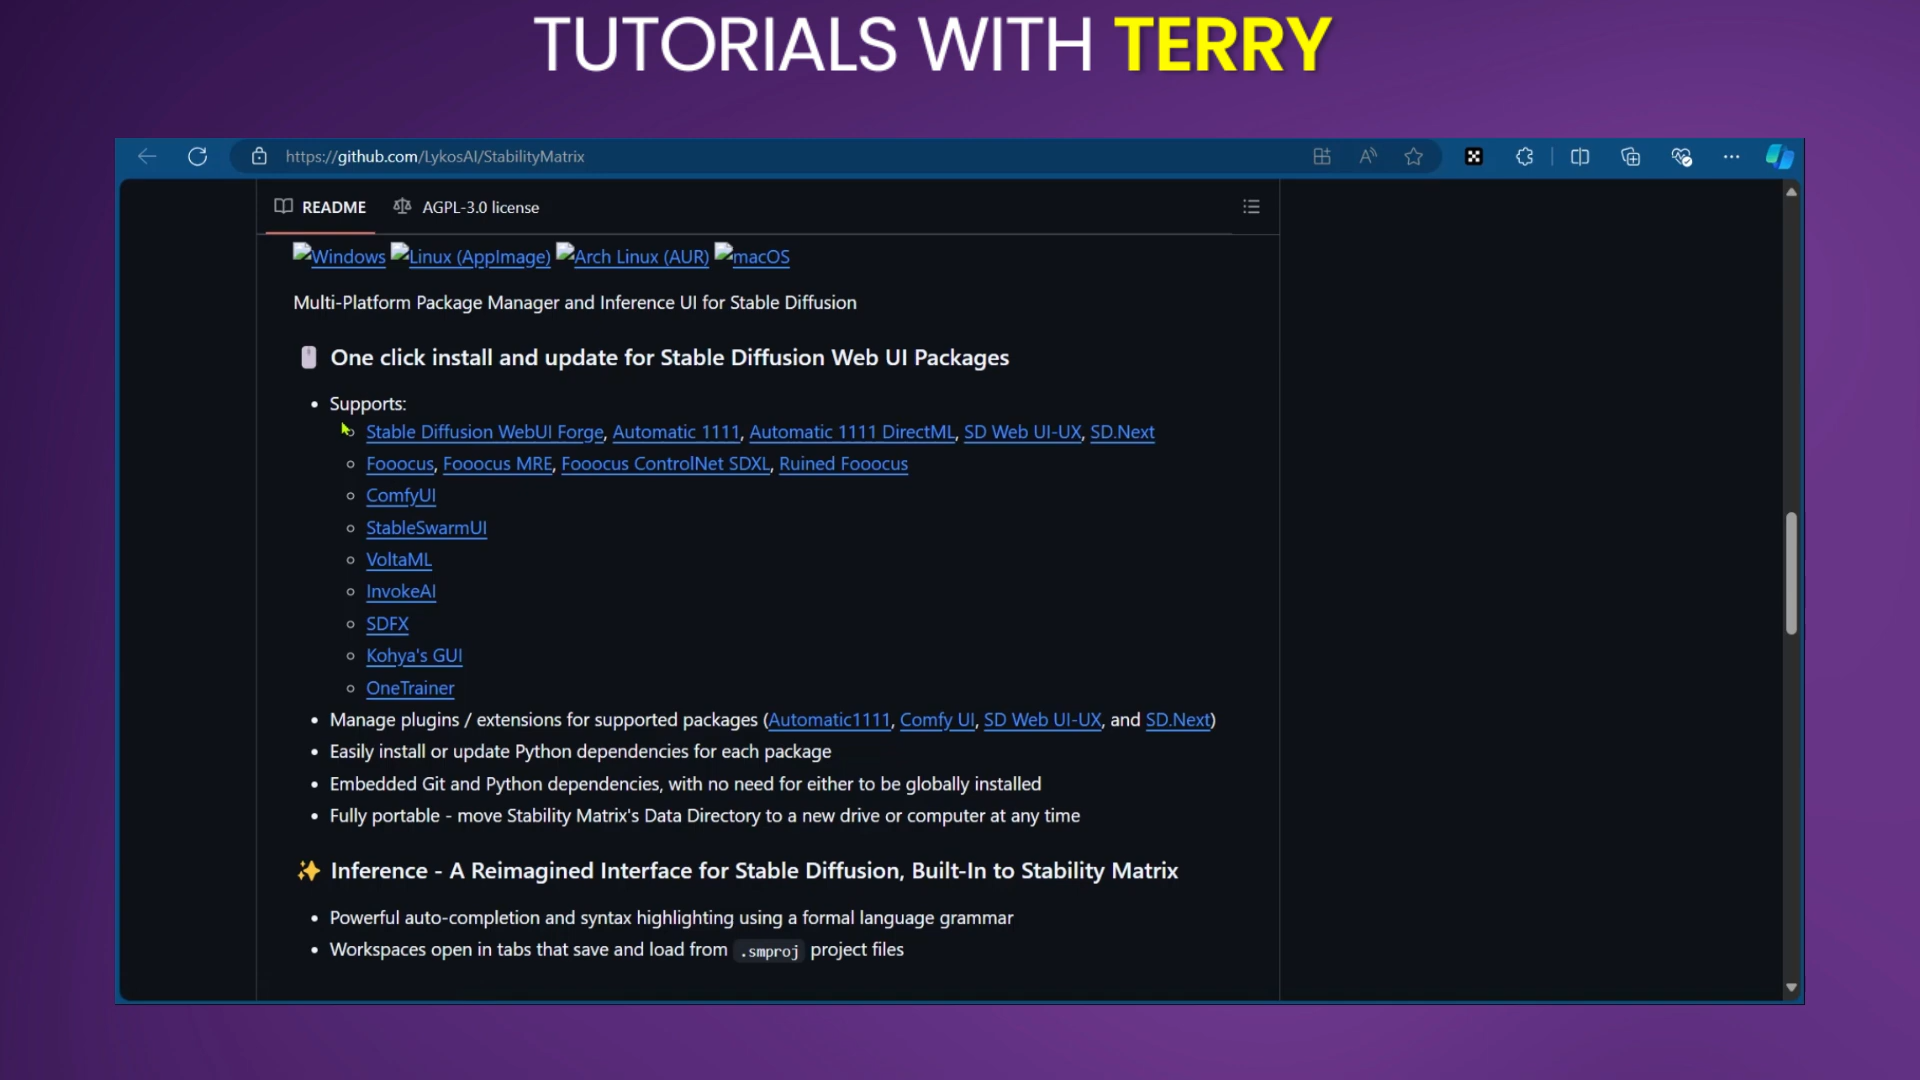 TUTORIALS WITH TERRY
https://github.com/LykosAI/StabilityMatrix
README AGPL-3.0 license
Windows Linux (AppImage) Arch Linux (AUR) macOS
Multi-Platform Package Manager and Inference UI for Stable Diffusion
One click install and update for Stable Diffusion Web UI Packages
Supports:
Stable Diffusion WebUI Forge, Automatic 1111, Automatic 1111 DirectML, SD Web UI-UX, SD.Next
Fooocus, Fooocus MRE, Fooocus ControlNet SDXL, Ruined Fooocus
ComfyUI
StableSwarmUI
VoltaML
InvokeAI
SDFX
Kohya's GUI
OneTrainer
Manage plugins / extensions for supported packages (Automatic1111, Comfy UI, SD Web UI-UX, and SD.Next)
Easily install or update Python dependencies for each package
Embedded Git and Python dependencies, with no need for either to be globally installed
Fully portable - move Stability Matrix's Data Directory to a new drive or computer at any time
Inference - A Reimagined Interface for Stable Diffusion, Built-In to Stability Matrix
Powerful auto-completion and syntax highlighting using a formal language grammar
Workspaces open in tabs that save and load from .smproj project files